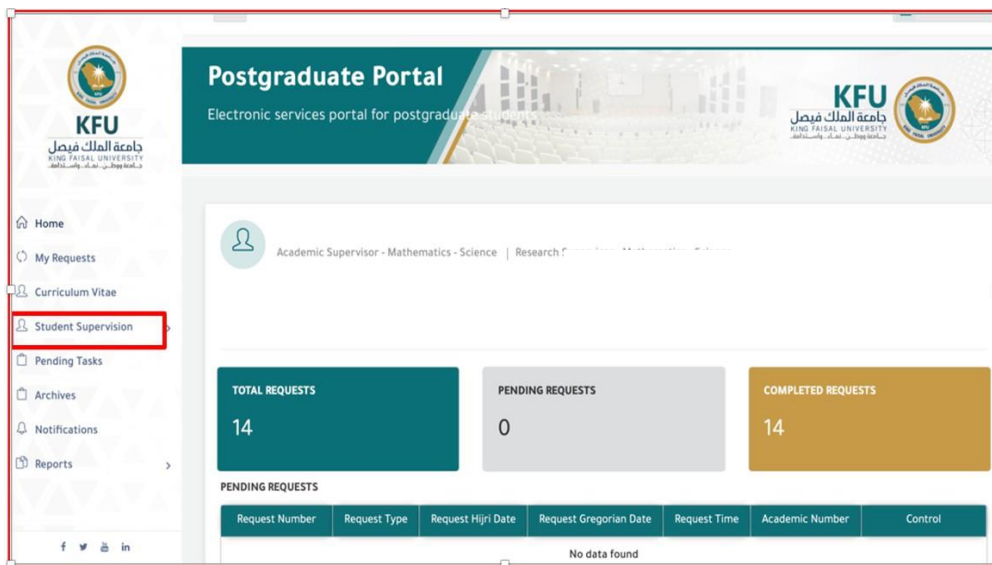 KFU
جامعة الملك فيصل
KING FAISAL UNIVERSITY
Home
My Requests
Curriculum Vitae
Student Supervision
Pending Tasks
Archives
Notifications
Reports
Postgraduate Portal
Electronic services portal for postgraduate students
KFU
جامعة الملك فيصل
KING FAISAL UNIVERSITY
Academic Supervisor - Mathematics - Science | Research
TOTAL REQUESTS
14
PENDING REQUESTS
0
COMPLETED REQUESTS
14
PENDING REQUESTS
Request Number Request Type Request Hijri Date Request Gregorian Date Request Time Academic Number Control
No data found